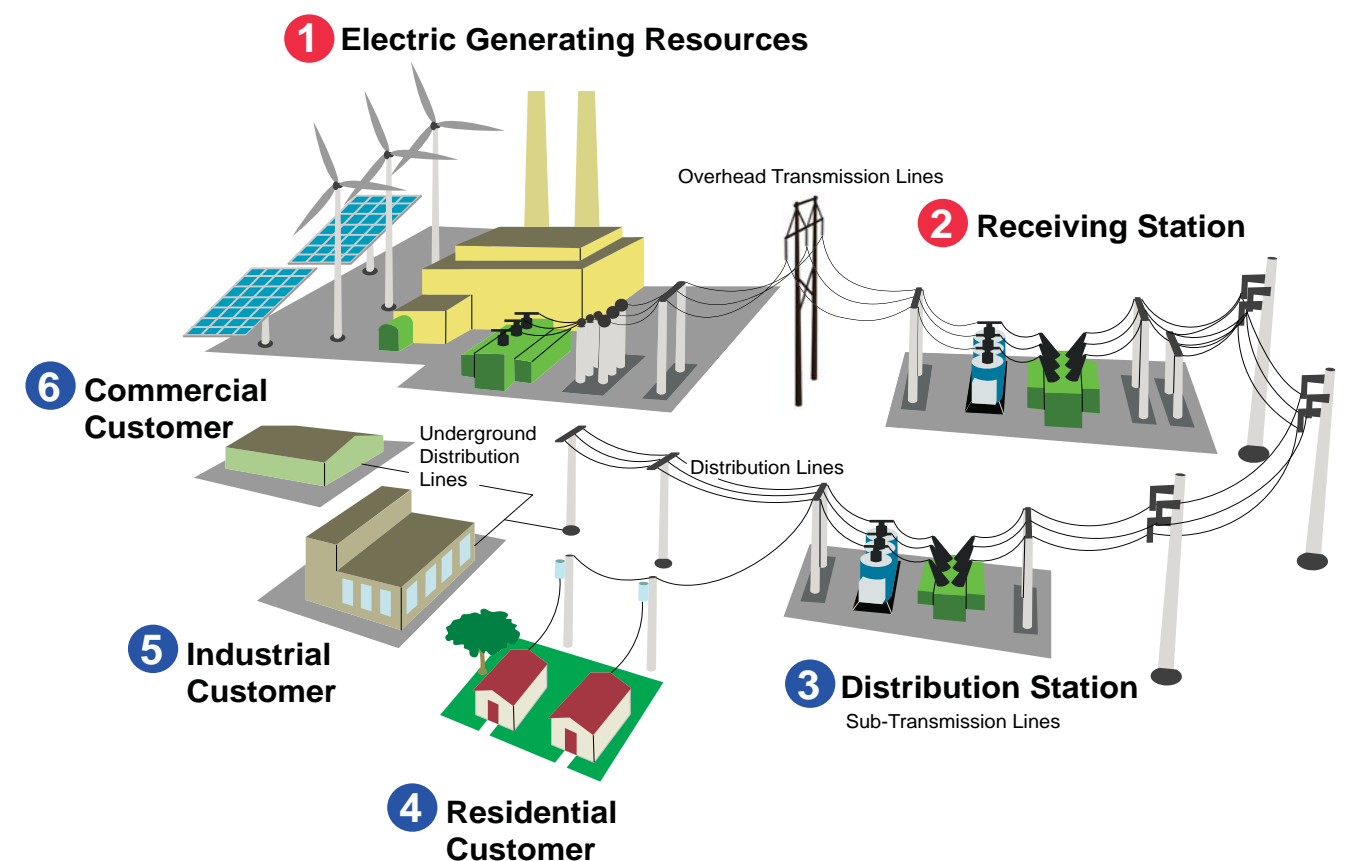 1 Electric Generating Resources
Overhead Transmission Lines
2 Receiving Station
6 Commercial
Customer
Underground
Distribution
Lines
Distribution Lines
5 Industrial
Customer
3 Distribution Station
Sub-Transmission Lines
4 Residential
Customer